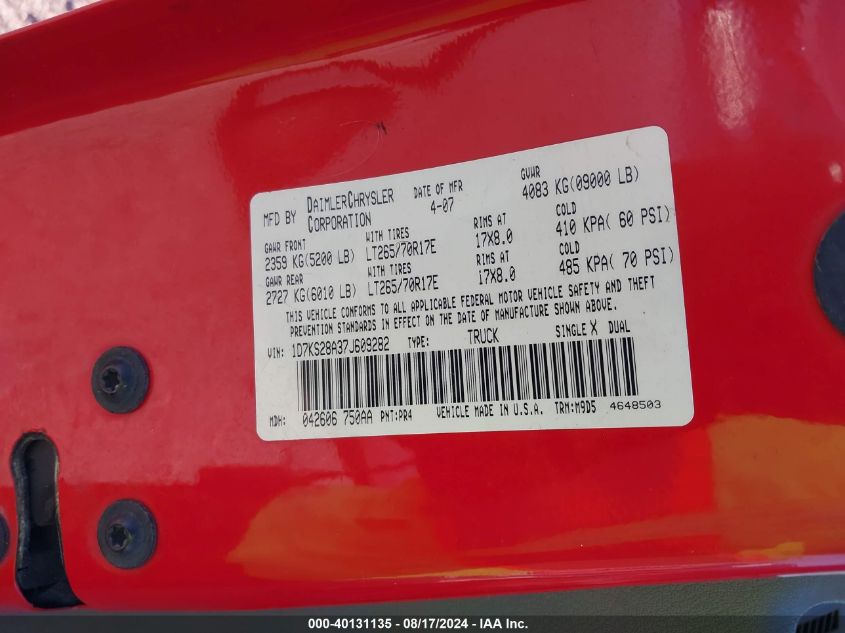 MFD BY DAIMLERCHRYSLER CORPORATION DATE OF MFR 4-07 GVWR 4083 KG(09000 LB)
GAWR FRONT WITH TIRES RIMS AT COLD
2359 KG(5200 LB) LT265/70R17E 17X8.0 410 KPA( 60 PSI)
GAWR REAR WITH TIRES RIMS AT COLD
2727 KG(6010 LB) LT265/70R17E 17X8.0 485 KPA( 70 PSI)
THIS VEHICLE CONFORMS TO ALL APPLICABLE FEDERAL MOTOR VEHICLE SAFETY AND THEFT
PREVENTION STANDARDS IN EFFECT ON THE DATE OF MANUFACTURE SHOWN ABOVE.
VIN: 1D7KS28A37J609282 TYPE: TRUCK SINGLE X DUAL
MDH: 042606 750AA PNT:PR4 VEHICLE MADE IN U.S.A. TRM:M9D5 4648503
000-40131135 - 08/17/2024 - IAA Inc.